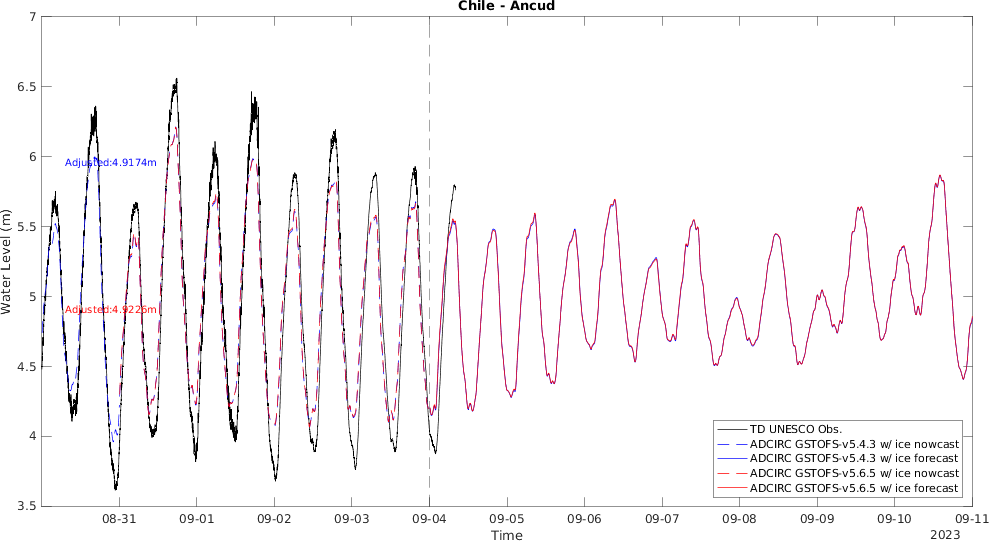 Chile - Ancud
7
6.5
6
5.5
5
4.5
4
3.5
Water Level (m)
Adjusted:4.9174m
Adjusted:4.9226m
TD UNESCO Obs.
ADCIRC GSTOFS-v5.4.3 w/ ice nowcast
ADCIRC GSTOFS-v5.4.3 w/ ice forecast
ADCIRC GSTOFS-v5.6.5 w/ ice nowcast
ADCIRC GSTOFS-v5.6.5 w/ ice forecast
08-31 09-01 09-02 09-03 09-04 09-05 09-06 09-07 09-08 09-09 09-10 09-11
Time
2023